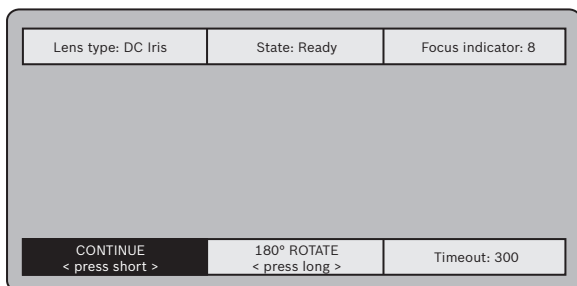 Lens type: DC Iris
State: Ready
Focus indicator: 8
CONTINUE
< press short >
180° ROTATE
< press long >
Timeout: 300